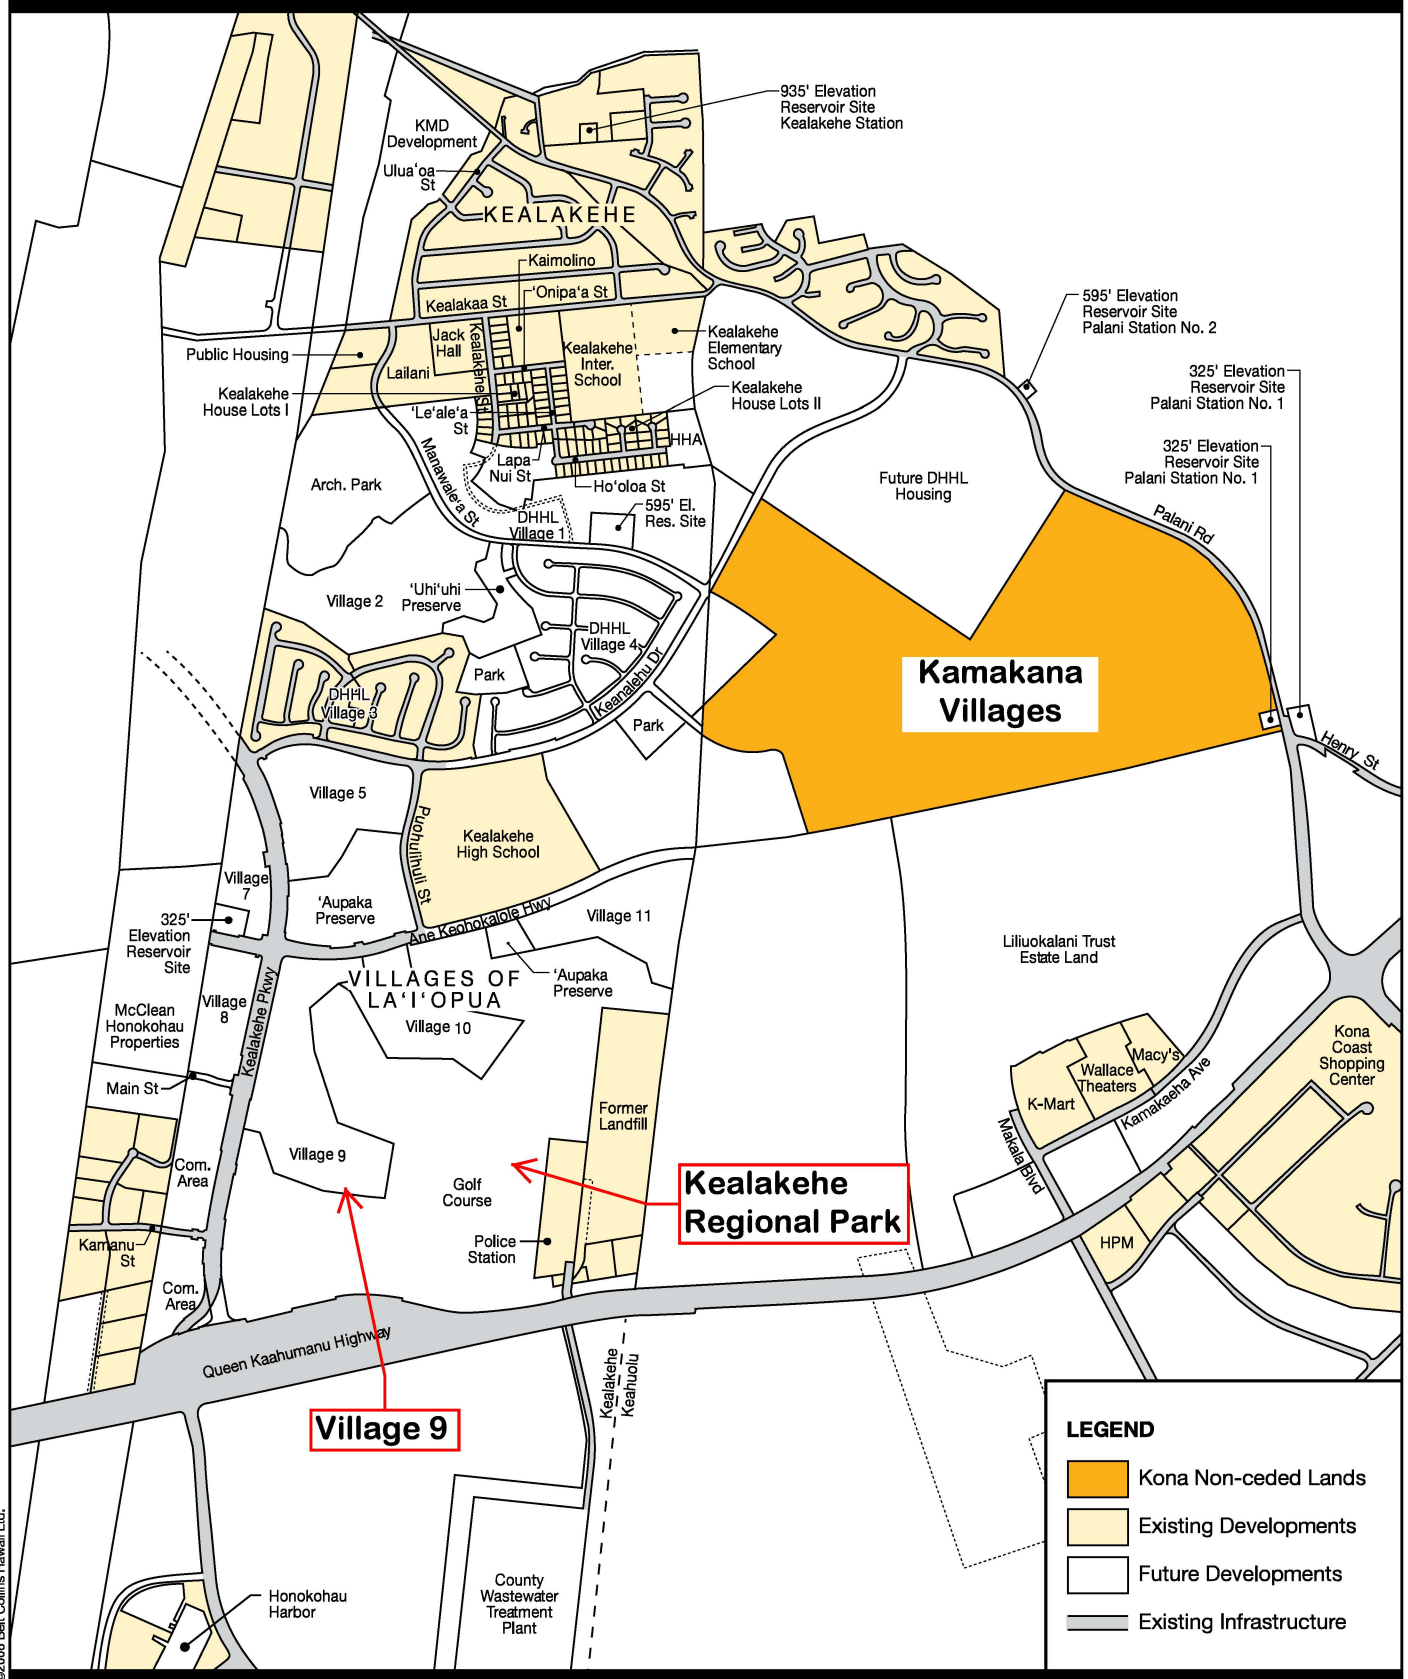 935' Elevation
Reservoir Site
Kealakehe Station
KMD
Development
Ulua‘oa
St
KEALAKEHE
Kaimolino
‘Onipa‘a St
Kealakaa St
595' Elevation
Reservoir Site
Palani Station No. 2
Public Housing
Jack
Hall
Kealakehe St
Kealakehe
Inter.
School
Kealakehe
Elementary
School
Lailani
Kealakehe
House Lots I
Kealakehe
House Lots II
325' Elevation
Reservoir Site
Palani Station No. 1
‘Le‘ale‘a
St
HHA
325' Elevation
Reservoir Site
Palani Station No. 1
Manawale‘a St
Lapa
Nui St
Ho‘oloa St
Arch. Park
Future DHHL
Housing
DHHL
Village 1
595' El.
Res. Site
Palani Rd
‘Uhi‘uhi
Preserve
Village 2
DHHL
Village 4
Park
Keanalehu Dr
DHHL
Village 3
Park
Kamakana
Villages
Henry St
Village 5
Puohulihuli St
Kealakehe
High School
Village
7
‘Aupaka
Preserve
Ane Keohokalole Hwy
Village 11
325'
Elevation
Reservoir
Site
Liliuokalani Trust
Estate Land
VILLAGES OF
LA‘I‘OPUA
‘Aupaka
Preserve
McClean
Honokohau
Properties
Village
8
Kealakehe Pkwy
Village 10
Kona
Coast
Shopping
Center
Main St
Macy's
Wallace
Theaters
K-Mart
Kamakaeha Ave
Makala Blvd
Former
Landfill
Village 9
Com.
Area
Golf
Course
Kealakehe
Regional Park
Police
Station
Kamanu
St
HPM
Com.
Area
Queen Kaahumanu Highway
Kealakehe
Keahuolu
Village 9
LEGEND
Kona Non-ceded Lands
Existing Developments
Future Developments
Existing Infrastructure
County
Wastewater
Treatment
Plant
Honokohau
Harbor
Belt Collins Hawaii Ltd.